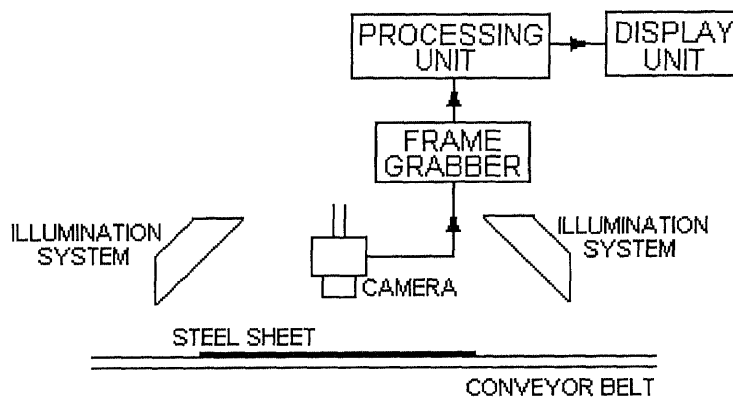 PROCESSING
UNIT
DISPLAY
UNIT
FRAME
GRABBER
ILLUMINATION
SYSTEM
ILLUMINATION
SYSTEM
CAMERA
STEEL SHEET
CONVEYOR BELT